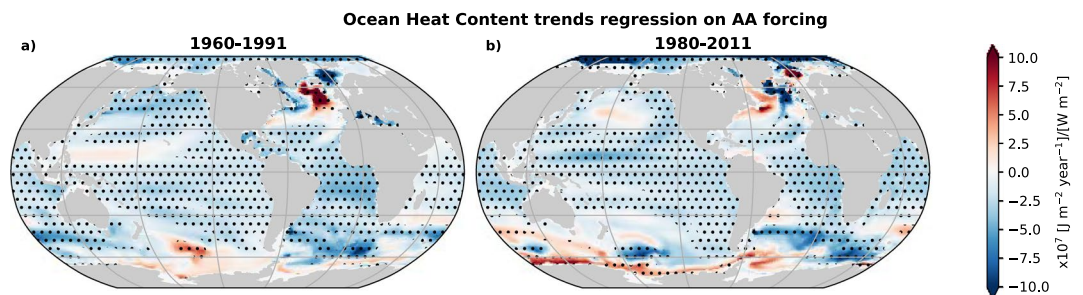 Ocean Heat Content trends regression on AA forcing
a)
1960–1991
b)
1980–2011
10.0
7.5
5.0
2.5
0.0
−2.5
−5.0
−7.5
−10.0
x10⁷ [J m⁻² year⁻¹]/[W m⁻²]